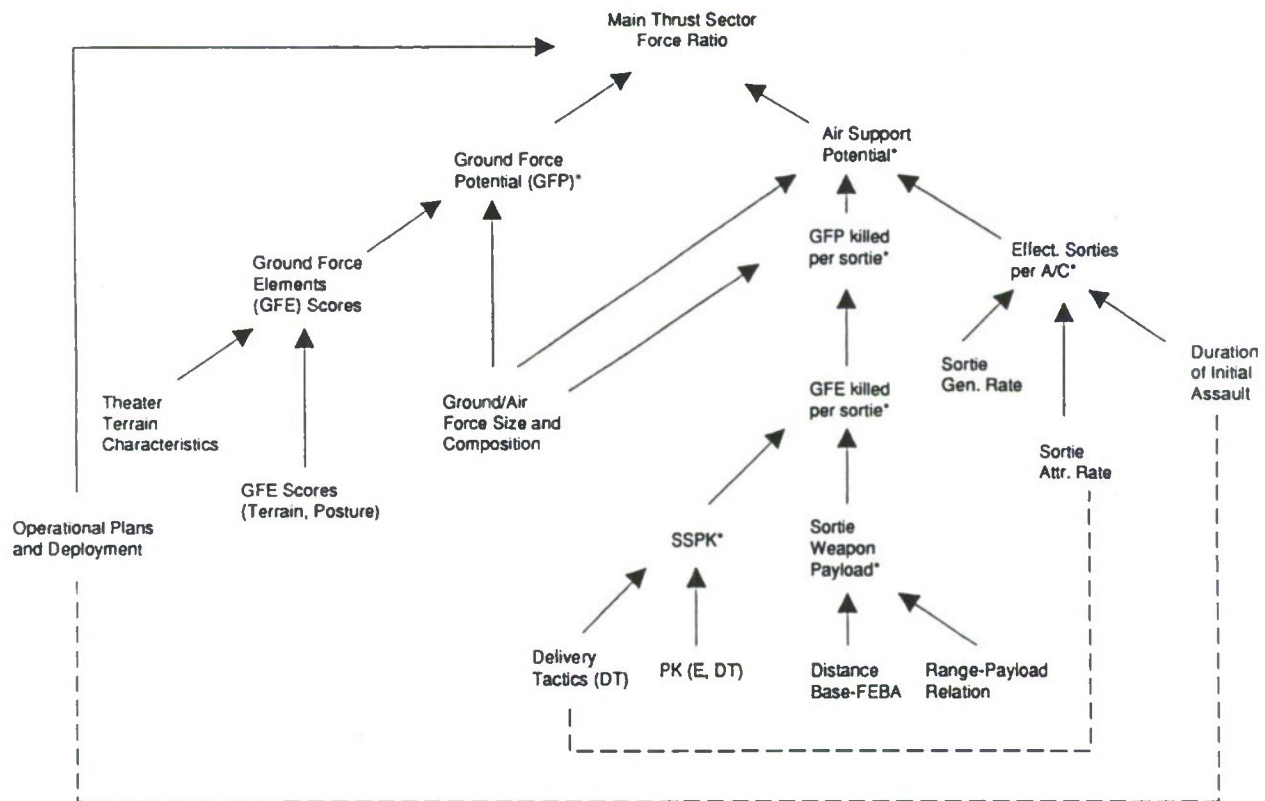 Main Thrust Sector
Force Ratio
Air Support
Potential*
Ground Force
Potential (GFP)*
GFP killed
per sortie*
Effect. Sorties
per A/C*
Ground Force
Elements
(GFE) Scores
Sortie
Gen. Rate
Duration
of Initial
Assault
Theater
Terrain
Characteristics
Ground/Air
Force Size and
Composition
GFE killed
per sortie*
Sortie
Attr. Rate
GFE Scores
(Terrain, Posture)
Operational Plans
and Deployment
SSPK*
Sortie
Weapon
Payload*
Delivery
Tactics (DT)
PK (E, DT)
Distance
Base-FEBA
Range-Payload
Relation